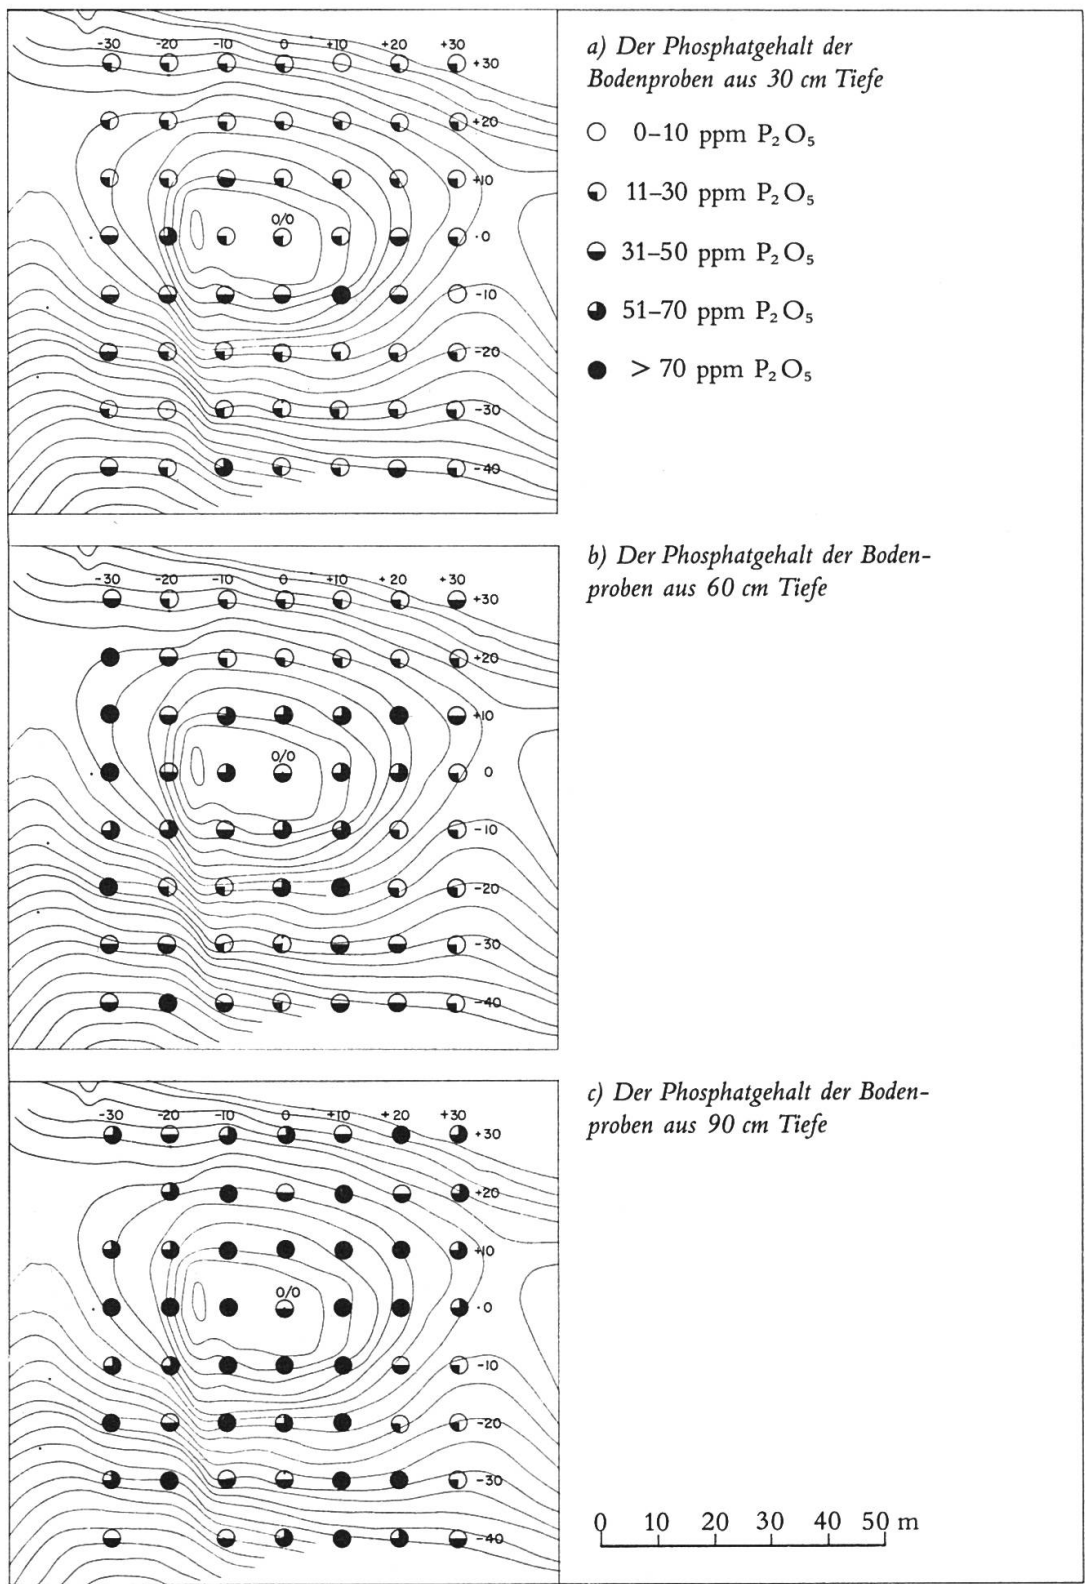 -30 -20 -10 0 +10 +20 +30
+30
+20
+10
0/0
·0
-10
-20
-30
-40
a) Der Phosphatgehalt der
Bodenproben aus 30 cm Tiefe
0–10 ppm P₂O₅
11–30 ppm P₂O₅
31–50 ppm P₂O₅
51–70 ppm P₂O₅
> 70 ppm P₂O₅
-30 -20 -10 0 +10 +20 +30
+30
+20
+10
0/0
0
-10
-20
-30
-40
b) Der Phosphatgehalt der Boden-
proben aus 60 cm Tiefe
-30 -20 -10 0 +10 +20 +30
+30
+20
+10
0/0
·0
-10
-20
-30
-40
c) Der Phosphatgehalt der Boden-
proben aus 90 cm Tiefe
0 10 20 30 40 50 m